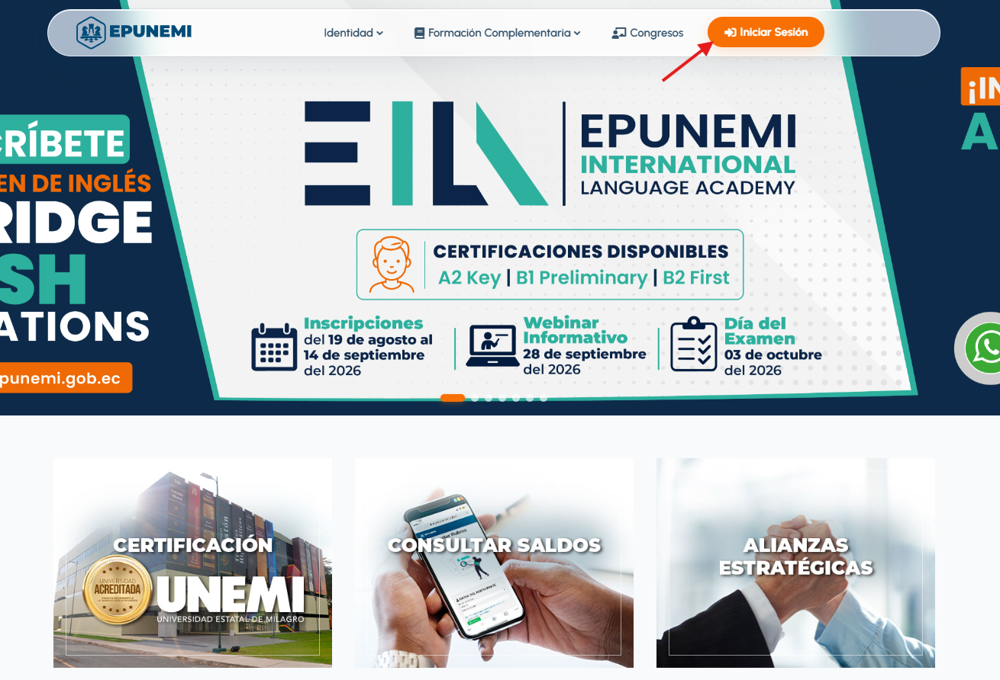 EPUNEMI
Identidad
Formación Complementaria
Congresos
Iniciar Sesión
CRÍBETE
EN DE INGLÉS
RIDGE
SH
ATIONS
punemi.gob.ec
EPUNEMI
INTERNATIONAL
LANGUAGE ACADEMY
CERTIFICACIONES DISPONIBLES
A2 Key | B1 Preliminary | B2 First
Inscripciones
del 19 de agosto al
14 de septiembre
del 2026
Webinar
Informativo
28 de septiembre
del 2026
Día del
Examen
03 de octubre
del 2026
¡IN
A
CERTIFICACIÓN
UNIVERSIDAD
ACREDITADA
UNEMI
UNIVERSIDAD ESTATAL DE MILAGRO
CONSULTAR SALDOS
ALIANZAS
ESTRATÉGICAS